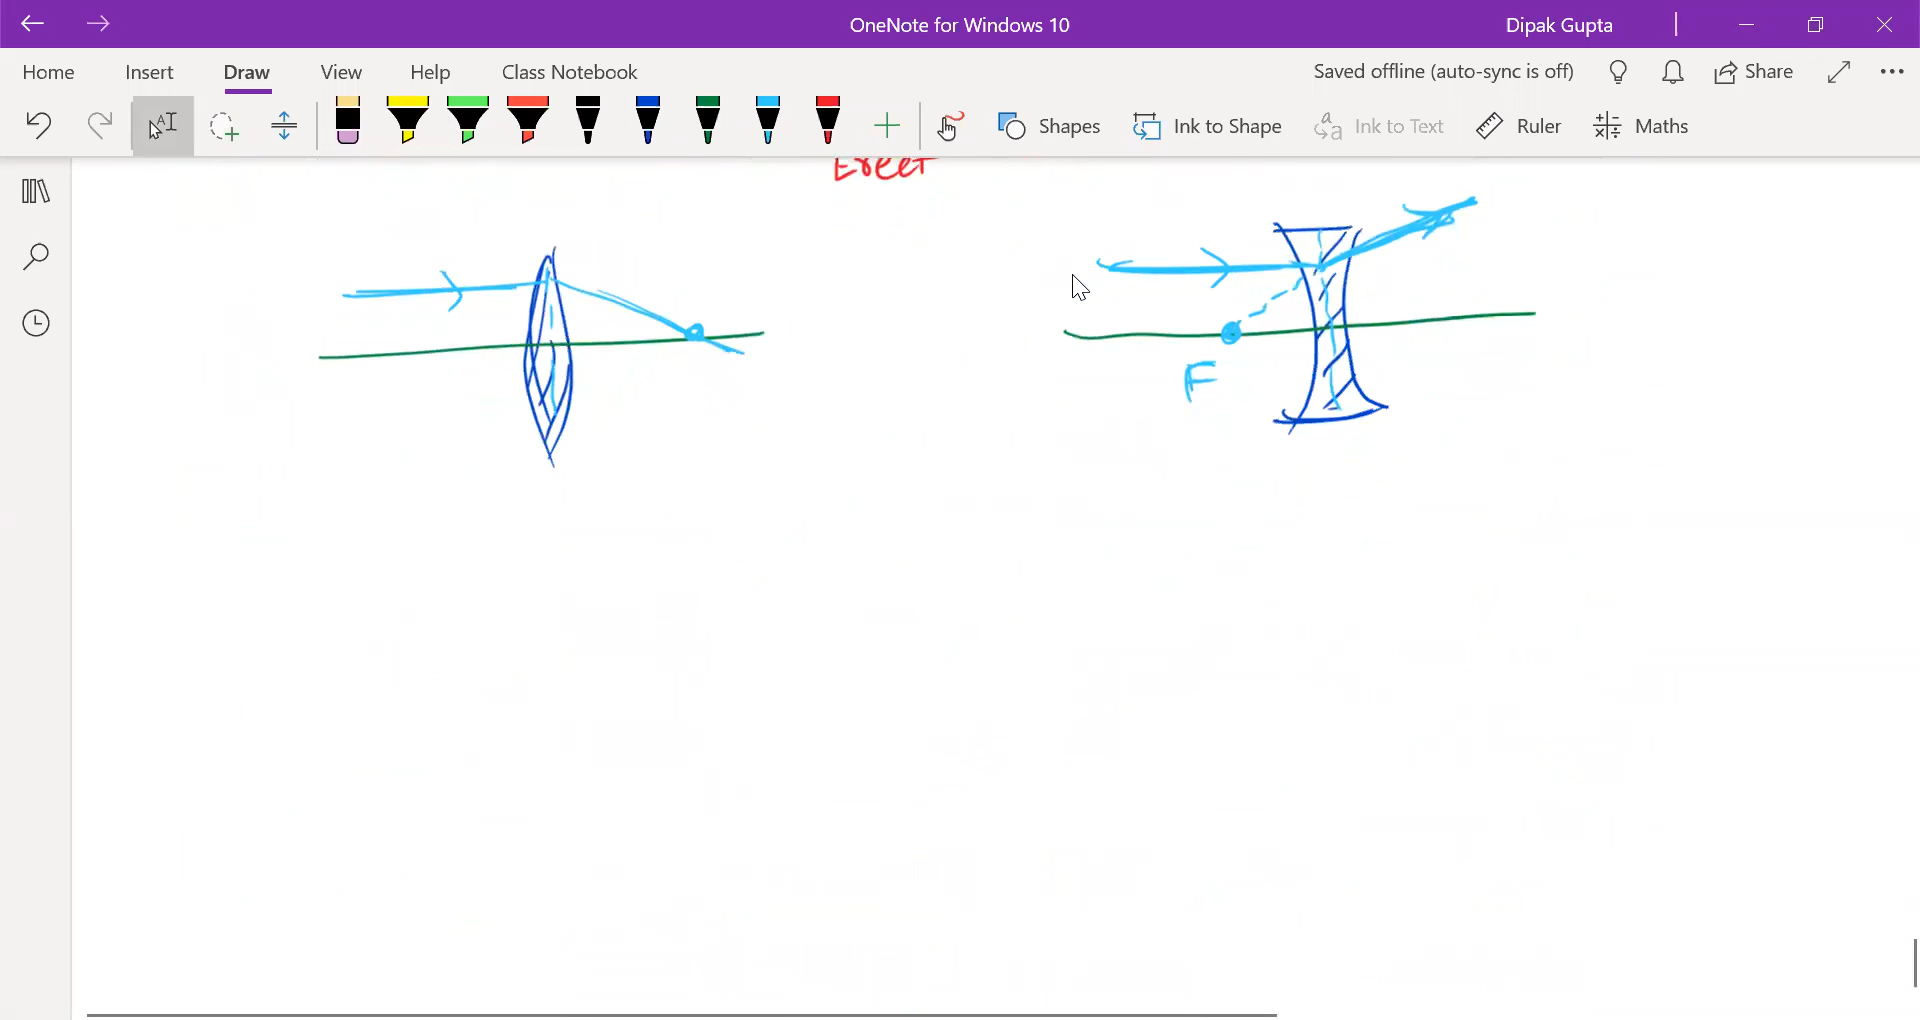 OneNote for Windows 10
Dipak Gupta
Home Insert Draw View Help Class Notebook
Saved offline (auto-sync is off) Share
Shapes Ink to Shape Ink to Text Ruler Maths
Erect
F